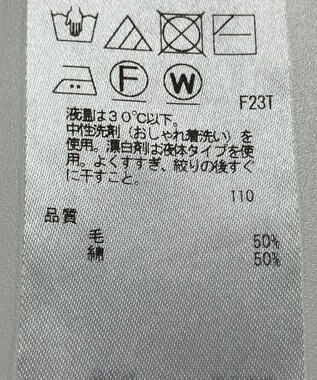 F W
F23T
液温は30℃以下。
中性洗剤(おしゃれ着洗い)を
使用。漂白剤は液体タイプを使
用。よくすすぎ、絞りの後すぐ
に干すこと。
110
品質
毛 50%
綿 50%